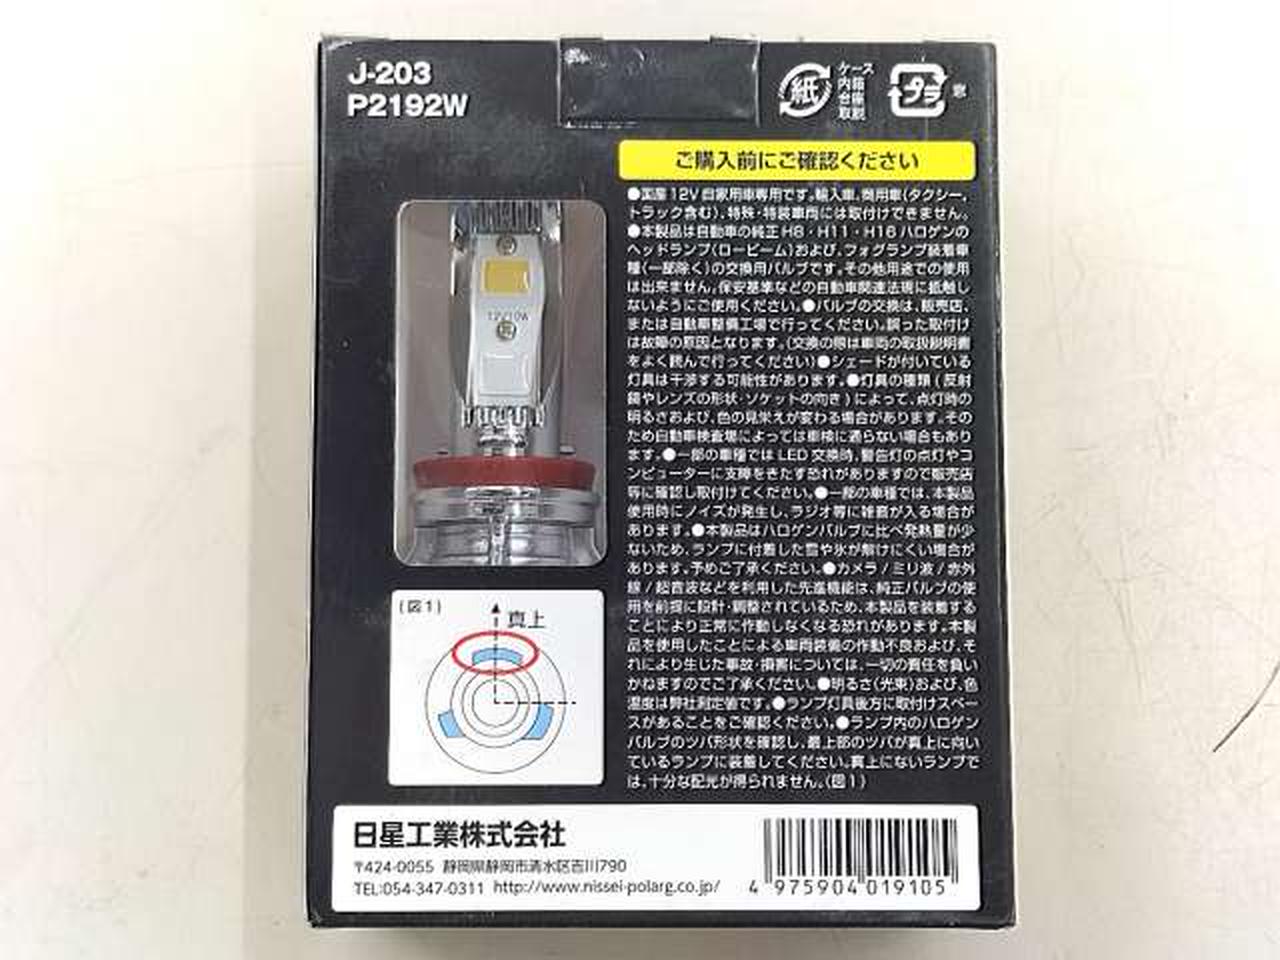 J-203
P2192W
紙
ケース
内箱
台座
取説
プラ
窓
ご購入前にご確認ください
●国産12V自家用車専用です。輸入車、商用車(タクシー、
トラック含む)、特殊・特装車両には取付けできません。
●本製品は自動車の純正H8・H11・H16ハロゲンの
ヘッドランプ(ロービーム)および、フォグランプ装着車
種(一部除く)の交換用バルブです。その他用途での使用
は出来ません。保安基準などの自動車関連法規に抵触し
ないようにご使用ください。●バルブの交換は、販売店、
または自動車整備工場で行ってください。誤った取付け
は故障の原因となります。(交換の際は車両の取扱説明書
をよく読んで行ってください)●シェードが付いている
灯具は干渉する可能性があります。●灯具の種類(反射
鏡やレンズの形状・ソケットの向き)によって、点灯時の
明るさおよび、色の見栄えが変わる場合があります。その
ため自動車検査場によっては車検に通らない場合もあり
ます。●一部の車種ではLED交換時、警告灯の点灯やコ
ンピューターに支障をきたす恐れがありますので販売店
等に確認し取付けてください。●一部の車種では、本製品
使用時にノイズが発生し、ラジオ等に雑音が入る場合が
あります。●本製品はハロゲンバルブに比べ発熱量が少
ないため、ランプに付着した雪や氷が解けにくい場合が
あります。予めご了承ください。●カメラ/ミリ波/赤外
線/超音波などを利用した先進機能は、純正バルブの使
用を前提に設計・調整されているため、本製品を装着する
ことにより正常に作動しなくなる恐れがあります。本製
品を使用したことによる車両装備の作動不良および、そ
れにより生じた事故・損害については、一切の責任を負い
かねますのでご了承ください。●明るさ(光束)および、色
温度は弊社測定値です。●ランプ灯具後方に取付けスペー
スがあることをご確認ください。●ランプ内のハロゲン
バルブのツバ形状を確認し、最上部のツバが真上に向い
ているランプに装着してください。真上にないランプで
は、十分な配光が得られません。(図1)
12V19W
(図1)
真上
日星工業株式会社
〒424-0055 静岡県静岡市清水区吉川790
TEL:054-347-0311 http://www.nissei-polarg.co.jp/
4 975904 019105